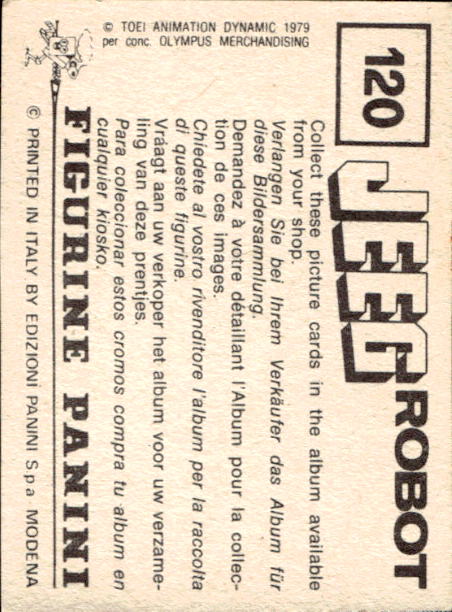 120
JEEG ROBOT
Collect these picture cards in the album available
from your shop.
Verlangen Sie bei Ihrem Verkäufer das Album für
diese Bildersammlung.
Demandez à votre détaillant l'Album pour la collec-
tion de ces images.
Chiedete al vostro rivenditore l'album per la raccolta
di queste figurine.
Vráagt aan uw verkoper het album voor uw verzame-
ling van deze prentjes.
Para coleccionar estos cromos compra tu album en
cualquier kiosko.
FIGURINE PANINI
© PRINTED IN ITALY BY EDIZIONI PANINI S.p.a MODENA
© TOEI ANIMATION DYNAMIC 1979
per conc. OLYMPUS MERCHANDISING